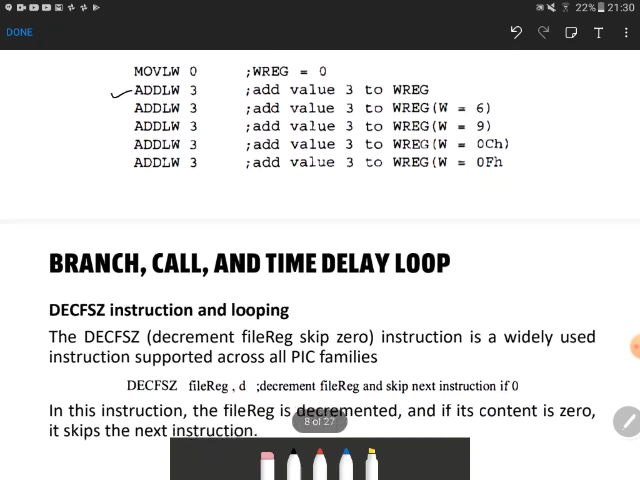 22% 21:30
DONE
T
MOVLW 0 ;WREG = 0
ADDLW 3 ;add value 3 to WREG
ADDLW 3 ;add value 3 to WREG(W = 6)
ADDLW 3 ;add value 3 to WREG(W = 9)
ADDLW 3 ;add value 3 to WREG(W = 0Ch)
ADDLW 3 ;add value 3 to WREG(W = 0Fh
BRANCH, CALL, AND TIME DELAY LOOP
DECFSZ instruction and looping
The DECFSZ (decrement fileReg skip zero) instruction is a widely used
instruction supported across all PIC families
DECFSZ fileReg , d ;decrement fileReg and skip next instruction if 0
In this instruction, the fileReg is decremented, and if its content is zero,
8 of 27
it skips the next instruction.